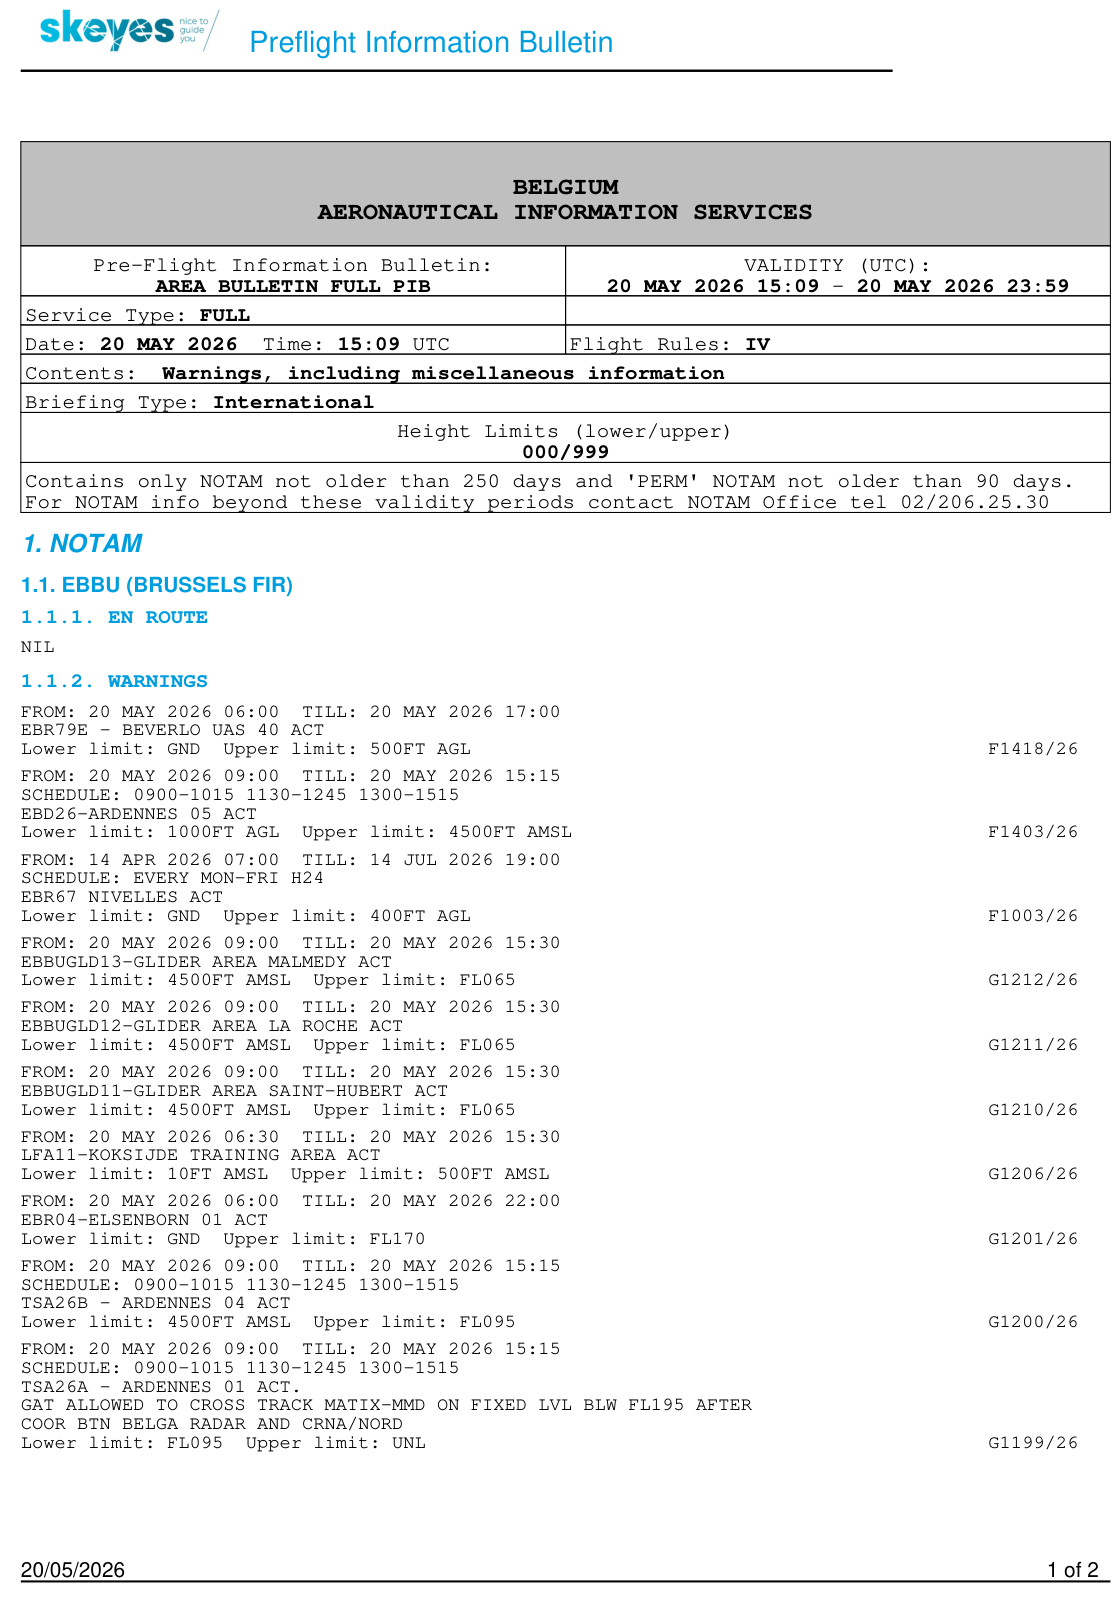 skeyes nice to guide you
Preflight Information Bulletin
BELGIUM
AERONAUTICAL INFORMATION SERVICES
Pre-Flight Information Bulletin:
AREA BULLETIN FULL PIB
VALIDITY (UTC):
20 MAY 2026 15:09 - 20 MAY 2026 23:59
Service Type: FULL
Date: 20 MAY 2026 Time: 15:09 UTC
Flight Rules: IV
Contents: Warnings, including miscellaneous information
Briefing Type: International
Height Limits (lower/upper)
000/999
Contains only NOTAM not older than 250 days and 'PERM' NOTAM not older than 90 days.
For NOTAM info beyond these validity periods contact NOTAM Office tel 02/206.25.30
1. NOTAM
1.1. EBBU (BRUSSELS FIR)
1.1.1. EN ROUTE
NIL
1.1.2. WARNINGS
FROM: 20 MAY 2026 06:00 TILL: 20 MAY 2026 17:00
EBR79E - BEVERLO UAS 40 ACT
Lower limit: GND Upper limit: 500FT AGL F1418/26
FROM: 20 MAY 2026 09:00 TILL: 20 MAY 2026 15:15
SCHEDULE: 0900-1015 1130-1245 1300-1515
EBD26-ARDENNES 05 ACT
Lower limit: 1000FT AGL Upper limit: 4500FT AMSL F1403/26
FROM: 14 APR 2026 07:00 TILL: 14 JUL 2026 19:00
SCHEDULE: EVERY MON-FRI H24
EBR67 NIVELLES ACT
Lower limit: GND Upper limit: 400FT AGL F1003/26
FROM: 20 MAY 2026 09:00 TILL: 20 MAY 2026 15:30
EBBUGLD13-GLIDER AREA MALMEDY ACT
Lower limit: 4500FT AMSL Upper limit: FL065 G1212/26
FROM: 20 MAY 2026 09:00 TILL: 20 MAY 2026 15:30
EBBUGLD12-GLIDER AREA LA ROCHE ACT
Lower limit: 4500FT AMSL Upper limit: FL065 G1211/26
FROM: 20 MAY 2026 09:00 TILL: 20 MAY 2026 15:30
EBBUGLD11-GLIDER AREA SAINT-HUBERT ACT
Lower limit: 4500FT AMSL Upper limit: FL065 G1210/26
FROM: 20 MAY 2026 06:30 TILL: 20 MAY 2026 15:30
LFA11-KOKSIJDE TRAINING AREA ACT
Lower limit: 10FT AMSL Upper limit: 500FT AMSL G1206/26
FROM: 20 MAY 2026 06:00 TILL: 20 MAY 2026 22:00
EBR04-ELSENBORN 01 ACT
Lower limit: GND Upper limit: FL170 G1201/26
FROM: 20 MAY 2026 09:00 TILL: 20 MAY 2026 15:15
SCHEDULE: 0900-1015 1130-1245 1300-1515
TSA26B - ARDENNES 04 ACT
Lower limit: 4500FT AMSL Upper limit: FL095 G1200/26
FROM: 20 MAY 2026 09:00 TILL: 20 MAY 2026 15:15
SCHEDULE: 0900-1015 1130-1245 1300-1515
TSA26A - ARDENNES 01 ACT.
GAT ALLOWED TO CROSS TRACK MATIX-MMD ON FIXED LVL BLW FL195 AFTER
COOR BTN BELGA RADAR AND CRNA/NORD
Lower limit: FL095 Upper limit: UNL G1199/26
20/05/2026 1 of 2